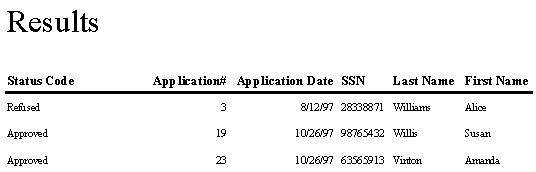 Results
Status Code Application# Application Date SSN Last Name First Name
Refused 3 8/12/97 28338871 Williams Alice
Approved 19 10/26/97 98765432 Willis Susan
Approved 23 10/26/97 63565913 Vinton Amanda